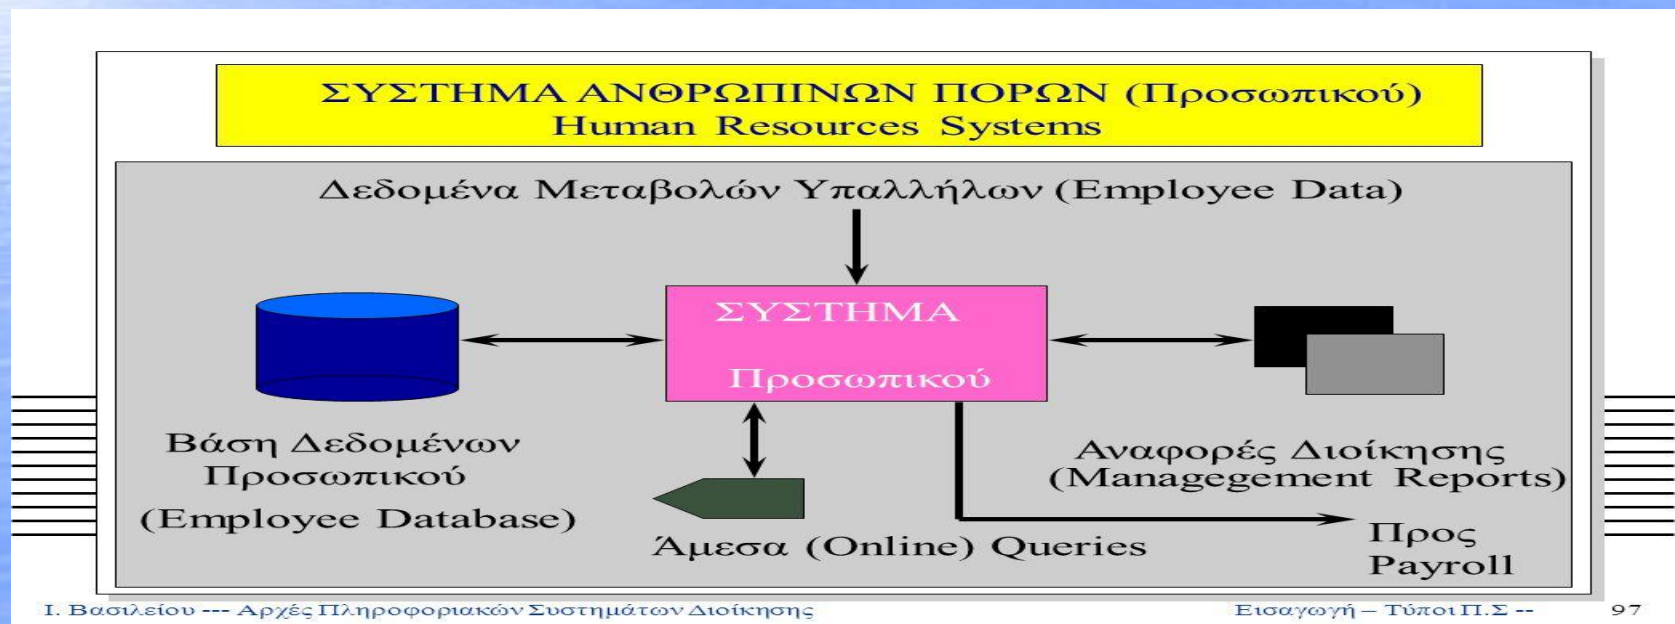 ΣΥΣΤΗΜΑ ΑΝΘΡΩΠΙΝΩΝ ΠΟΡΩΝ (Προσωπικού)
Human Resources Systems
Δεδομένα Μεταβολών Υπαλλήλων (Employee Data)
ΣΥΣΤΗΜΑ
Προσωπικού
Βάση Δεδομένων
Προσωπικού
(Employee Database)
Άμεσα (Online) Queries
Αναφορές Διοίκησης
(Managegement Reports)
Προς
Payroll
Ι. Βασιλείου --- Αρχές Πληροφοριακών Συστημάτων Διοίκησης
Εισαγωγή – Τύποι Π.Σ --
97